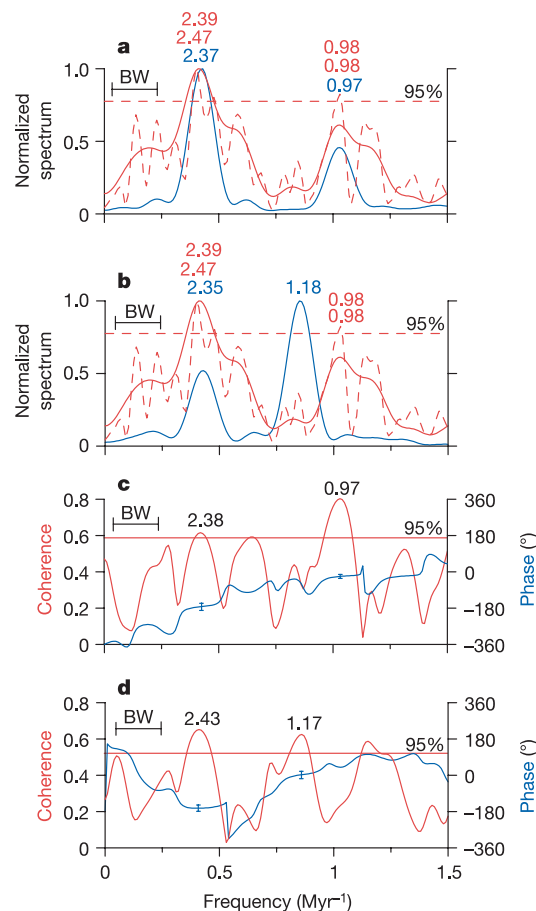 2.39
2.47
2.37
0.98
0.98
0.97
a
BW
95%
1.0
0.5
0
Normalized
spectrum
2.39
2.47
2.35
1.18
0.98
0.98
b
BW
95%
1.0
0.5
0
Normalized
spectrum
c
BW
2.38
0.97
95%
0.8
0.6
0.4
0.2
0
Coherence
360
180
0
−180
−360
Phase (°)
d
BW
2.43
1.17
95%
0.8
0.6
0.4
0.2
0
Coherence
360
180
0
−180
−360
Phase (°)
0 0.5 1.0 1.5
Frequency (Myr⁻¹)